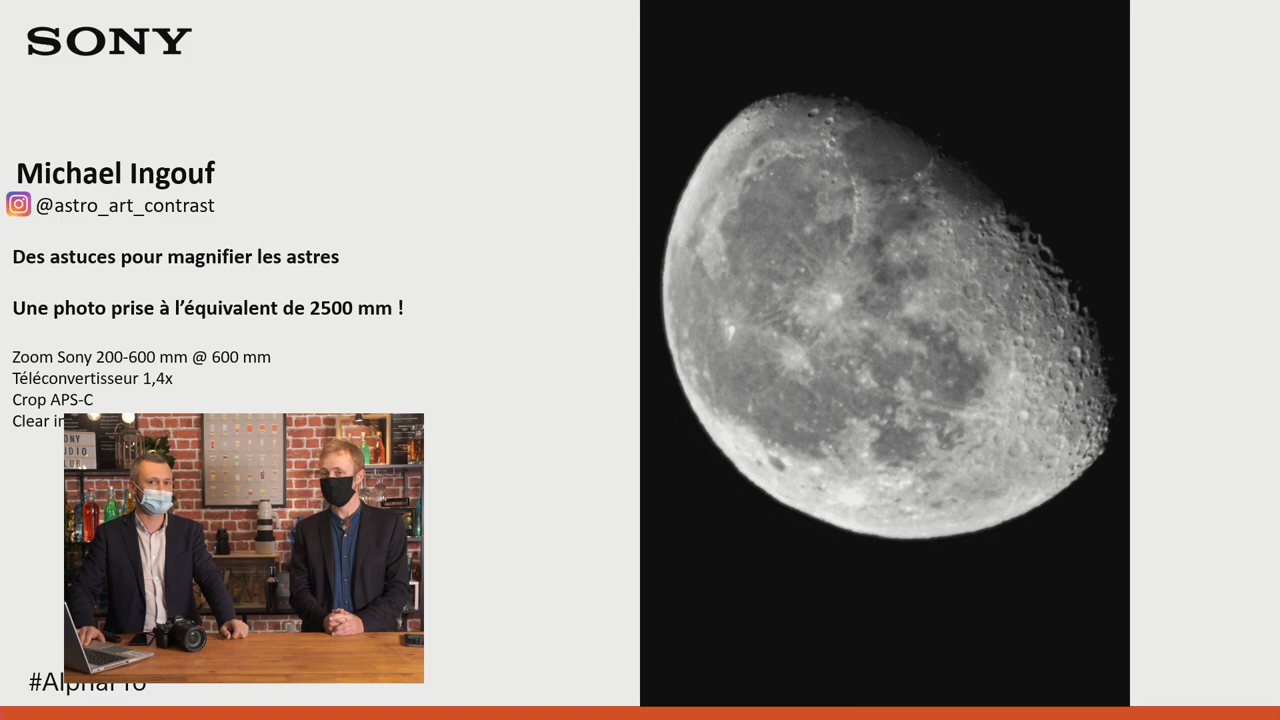 SONY
Michael Ingouf
@astro_art_contrast
Des astuces pour magnifier les astres
Une photo prise à l’équivalent de 2500 mm !
Zoom Sony 200-600 mm @ 600 mm
Téléconvertisseur 1,4x
Crop APS-C
Clear